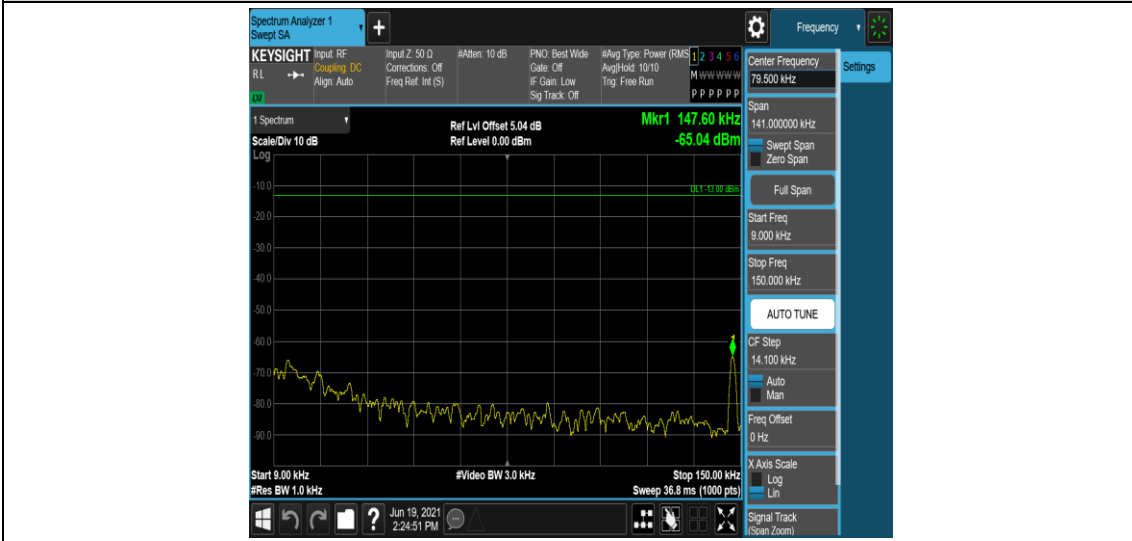 Spectrum Analyzer 1
Swept SA
+
Frequency
KEYSIGHT
Input: RF
Input Z: 50 Ω
#Atten: 10 dB
PNO: Best Wide
#Avg Type: Power (RMS
1 2 3 4 5 6
RL
Coupling: DC
Corrections: Off
Gate: Off
Avg|Hold: 10/10
M W W W W W
Align: Auto
Freq Ref: Int (S)
IF Gain: Low
Trig: Free Run
Sig Track: Off
P P P P P P
Center Frequency
79.500 kHz
Settings
Span
141.000000 kHz
Swept Span
Zero Span
Full Span
Start Freq
9.000 kHz
Stop Freq
150.000 kHz
AUTO TUNE
CF Step
14.100 kHz
Auto
Man
Freq Offset
0 Hz
X Axis Scale
Log
Lin
Signal Track
(Span Zoom)
1 Spectrum
Ref Lvl Offset 5.04 dB
Mkr1 147.60 kHz
Scale/Div 10 dB
Ref Level 0.00 dBm
-65.04 dBm
Log
-10.0
DL1 -13.00 dBm
-20.0
-30.0
-40.0
-50.0
-60.0
1
-70.0
-80.0
-90.0
Start 9.00 kHz
#Video BW 3.0 kHz
Stop 150.00 kHz
#Res BW 1.0 kHz
Sweep 36.8 ms (1000 pts)
?
Jun 19, 2021
2:24:51 PM